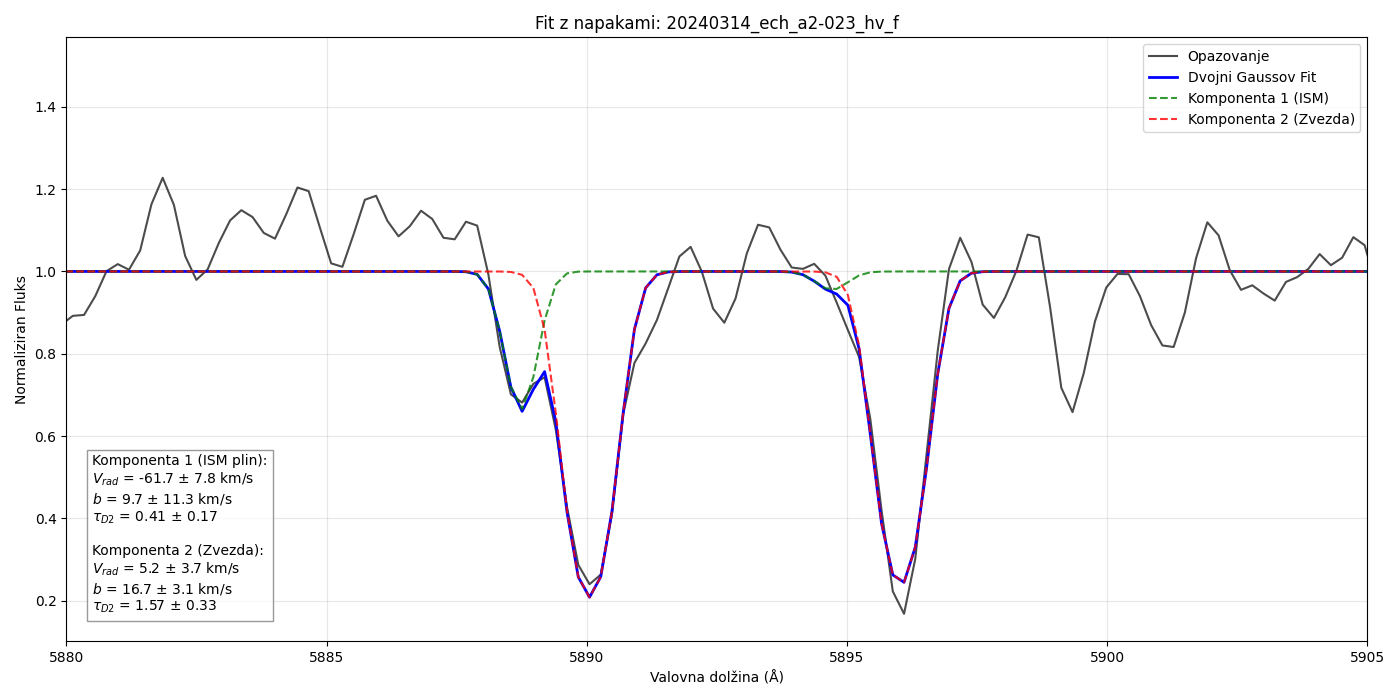 Fit z napakami: 20240314_ech_a2-023_hv_f
Normaliziran Fluks
1.4
1.2
1.0
0.8
0.6
0.4
0.2
Opazovanje
Dvojni Gaussov Fit
Komponenta 1 (ISM)
Komponenta 2 (Zvezda)
Komponenta 1 (ISM plin):
V_rad = -61.7 ± 7.8 km/s
b = 9.7 ± 11.3 km/s
τ_D2 = 0.41 ± 0.17
Komponenta 2 (Zvezda):
V_rad = 5.2 ± 3.7 km/s
b = 16.7 ± 3.1 km/s
τ_D2 = 1.57 ± 0.33
5880 5885 5890 5895 5900 5905
Valovna dolžina (Å)